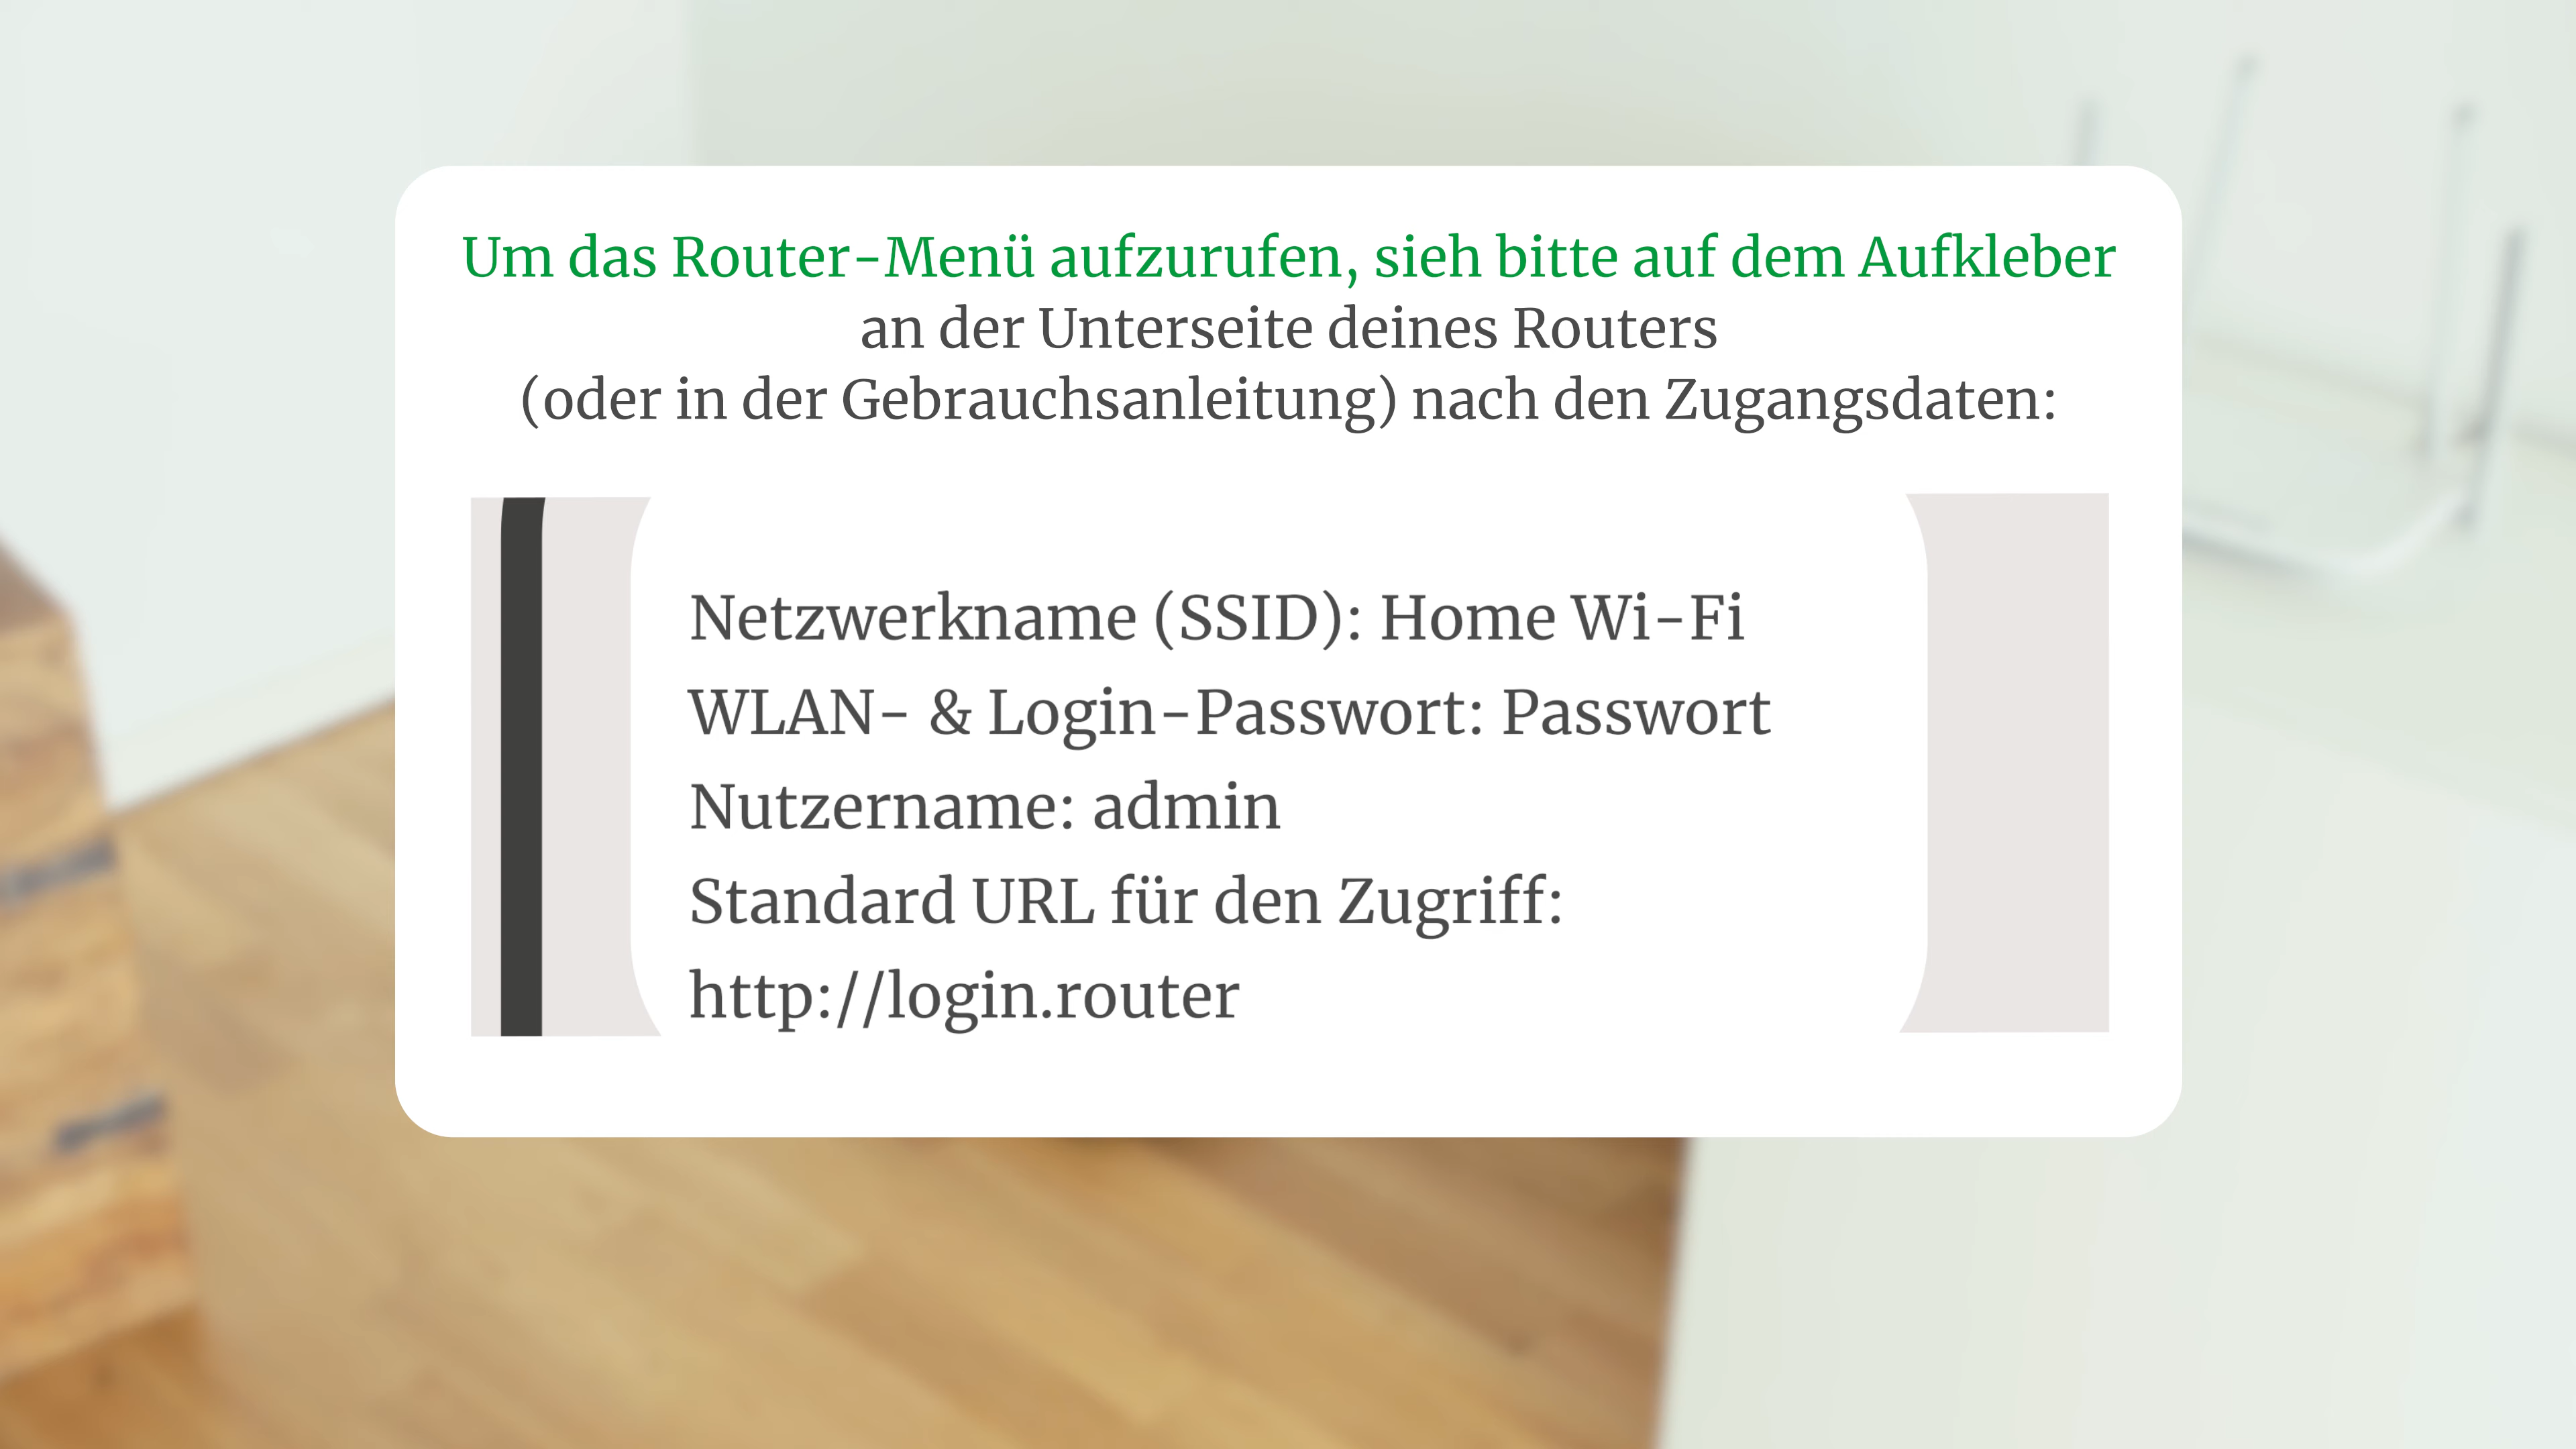 Um das Router-Menü aufzurufen, sieh bitte auf dem Aufkleber
an der Unterseite deines Routers
(oder in der Gebrauchsanleitung) nach den Zugangsdaten:
Netzwerkname (SSID): Home Wi-Fi
WLAN- & Login-Passwort: Passwort
Nutzername: admin
Standard URL für den Zugriff:
http://login.router